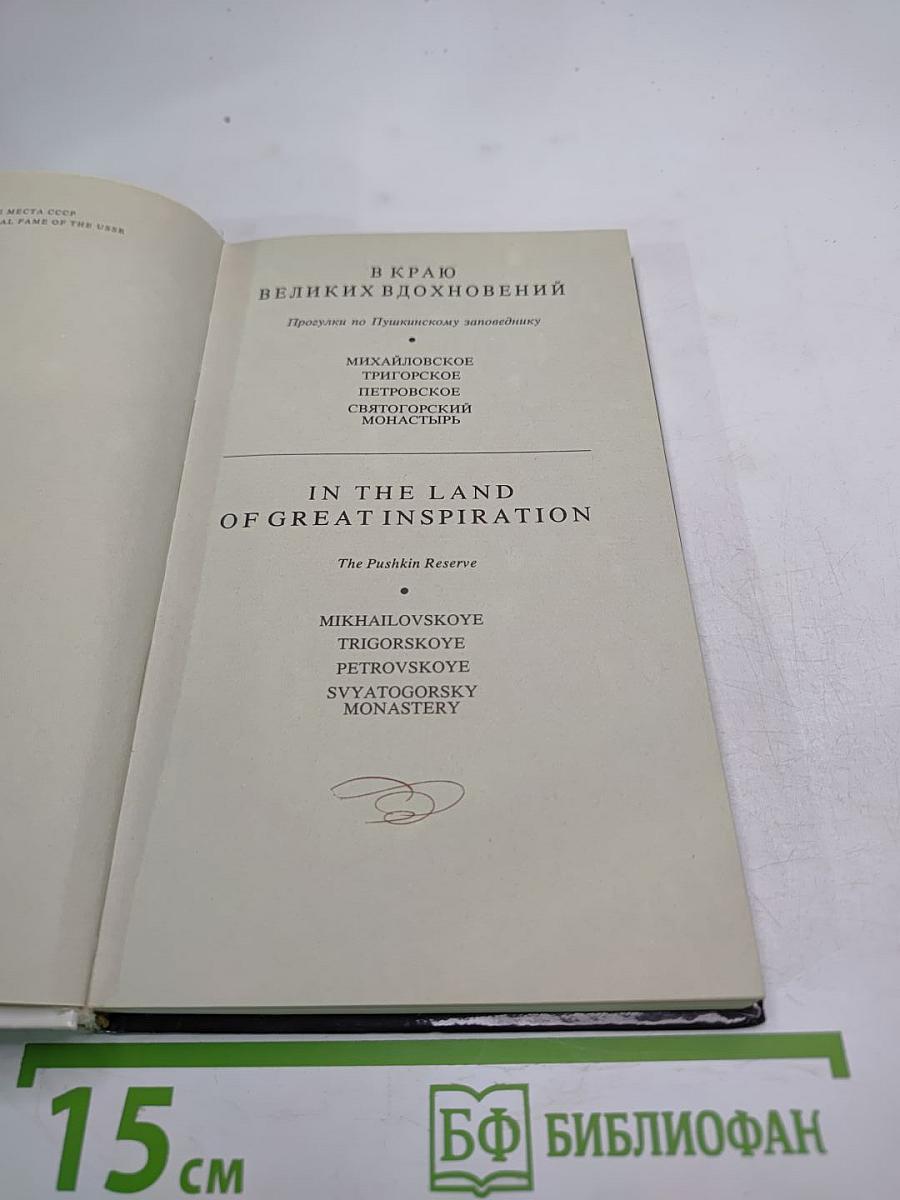 МЕСТА СССР
FAME OF THE USSR
В КРАЮ
ВЕЛИКИХ ВДОХНОВЕНИЙ
Прогулки по Пушкинскому заповеднику
МИХАЙЛОВСКОЕ
ТРИГОРСКОЕ
ПЕТРОВСКОЕ
СВЯТОГОРСКИЙ
МОНАСТЫРЬ
IN THE LAND
OF GREAT INSPIRATION
The Pushkin Reserve
MIKHAILOVSKOYE
TRIGORSKOYE
PETROVSKOYE
SVYATOGORSKY
MONASTERY
15 см
БФ БИБЛИОФАН